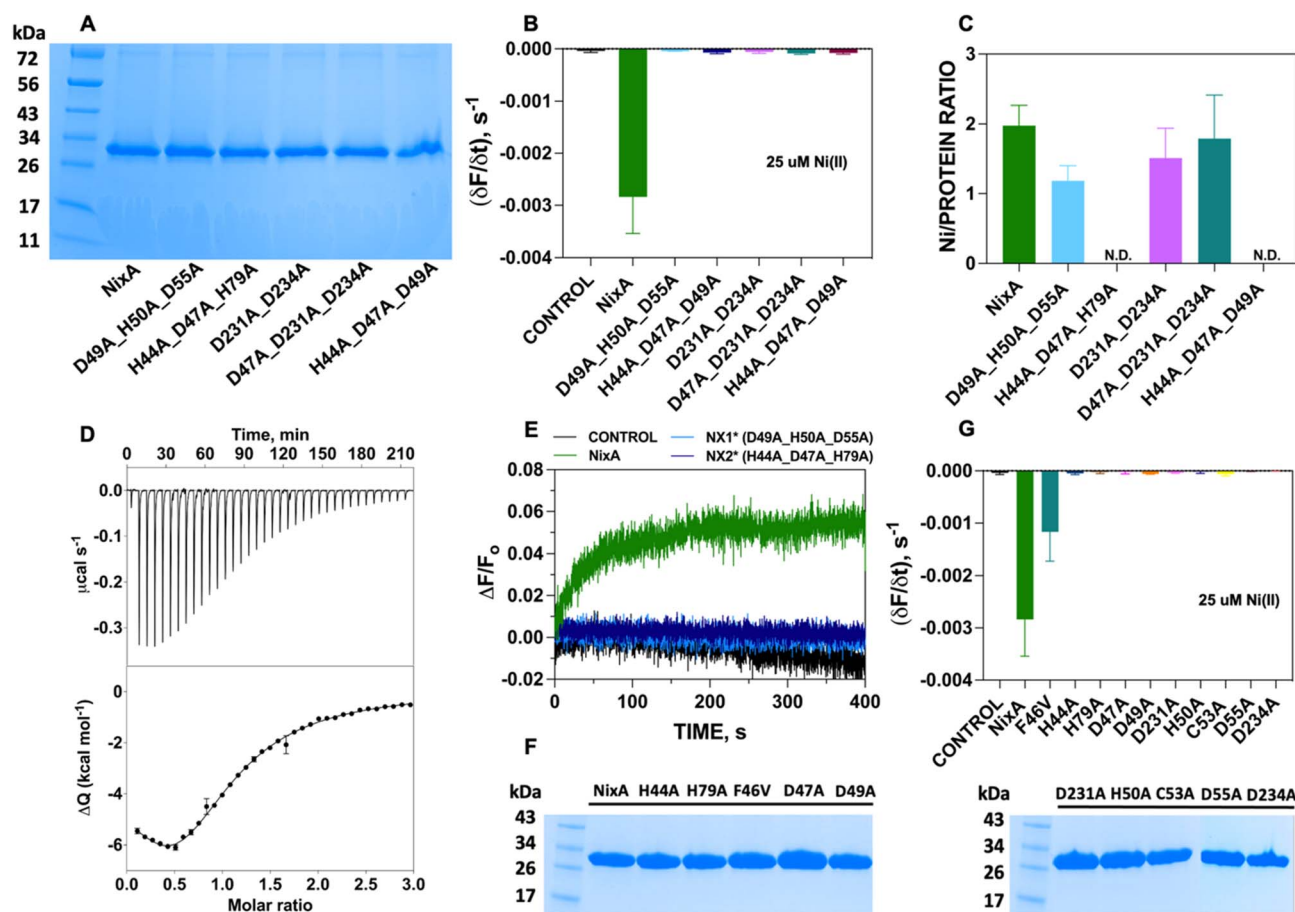 A
kDa
72
56
43
34
26
17
11
NixA
D49A_H50A_D55A
H44A_D47A_H79A
D231A_D234A
D47A_D231A_D234A
H44A_D47A_D49A
B
0.000
-0.001
-0.002
-0.003
-0.004
(δF/δt), s⁻¹
25 uM Ni(II)
CONTROL
NixA
D49A_H50A_D55A
H44A_D47A_D49A
D231A_D234A
D47A_D231A_D234A
H44A_D47A_D49A
C
3
2
1
0
Ni/PROTEIN RATIO
N.D.
N.D.
NixA
D49A_H50A_D55A
H44A_D47A_H79A
D231A_D234A
D47A_D231A_D234A
H44A_D47A_D49A
D
Time, min
0 30 60 90 120 150 180 210
0.0
-0.1
-0.2
-0.3
μcal s⁻¹
0
-2
-4
-6
ΔQ (kcal mol⁻¹)
0.0 0.5 1.0 1.5 2.0 2.5 3.0
Molar ratio
E
CONTROL
NX1* (D49A_H50A_D55A)
NixA
NX2* (H44A_D47A_H79A)
0.08
0.06
0.04
0.02
0.00
-0.02
ΔF/Fo
0 100 200 300 400
TIME, s
G
0.000
-0.001
-0.002
-0.003
-0.004
(δF/δt), s⁻¹
25 uM Ni(II)
CONTROL
NixA
F46V
H44A
H79A
D47A
D49A
D231A
H50A
C53A
D55A
D234A
F
kDa
NixA H44A H79A F46V D47A D49A
43
34
26
17
kDa
D231A H50A C53A D55A D234A
43
34
26
17